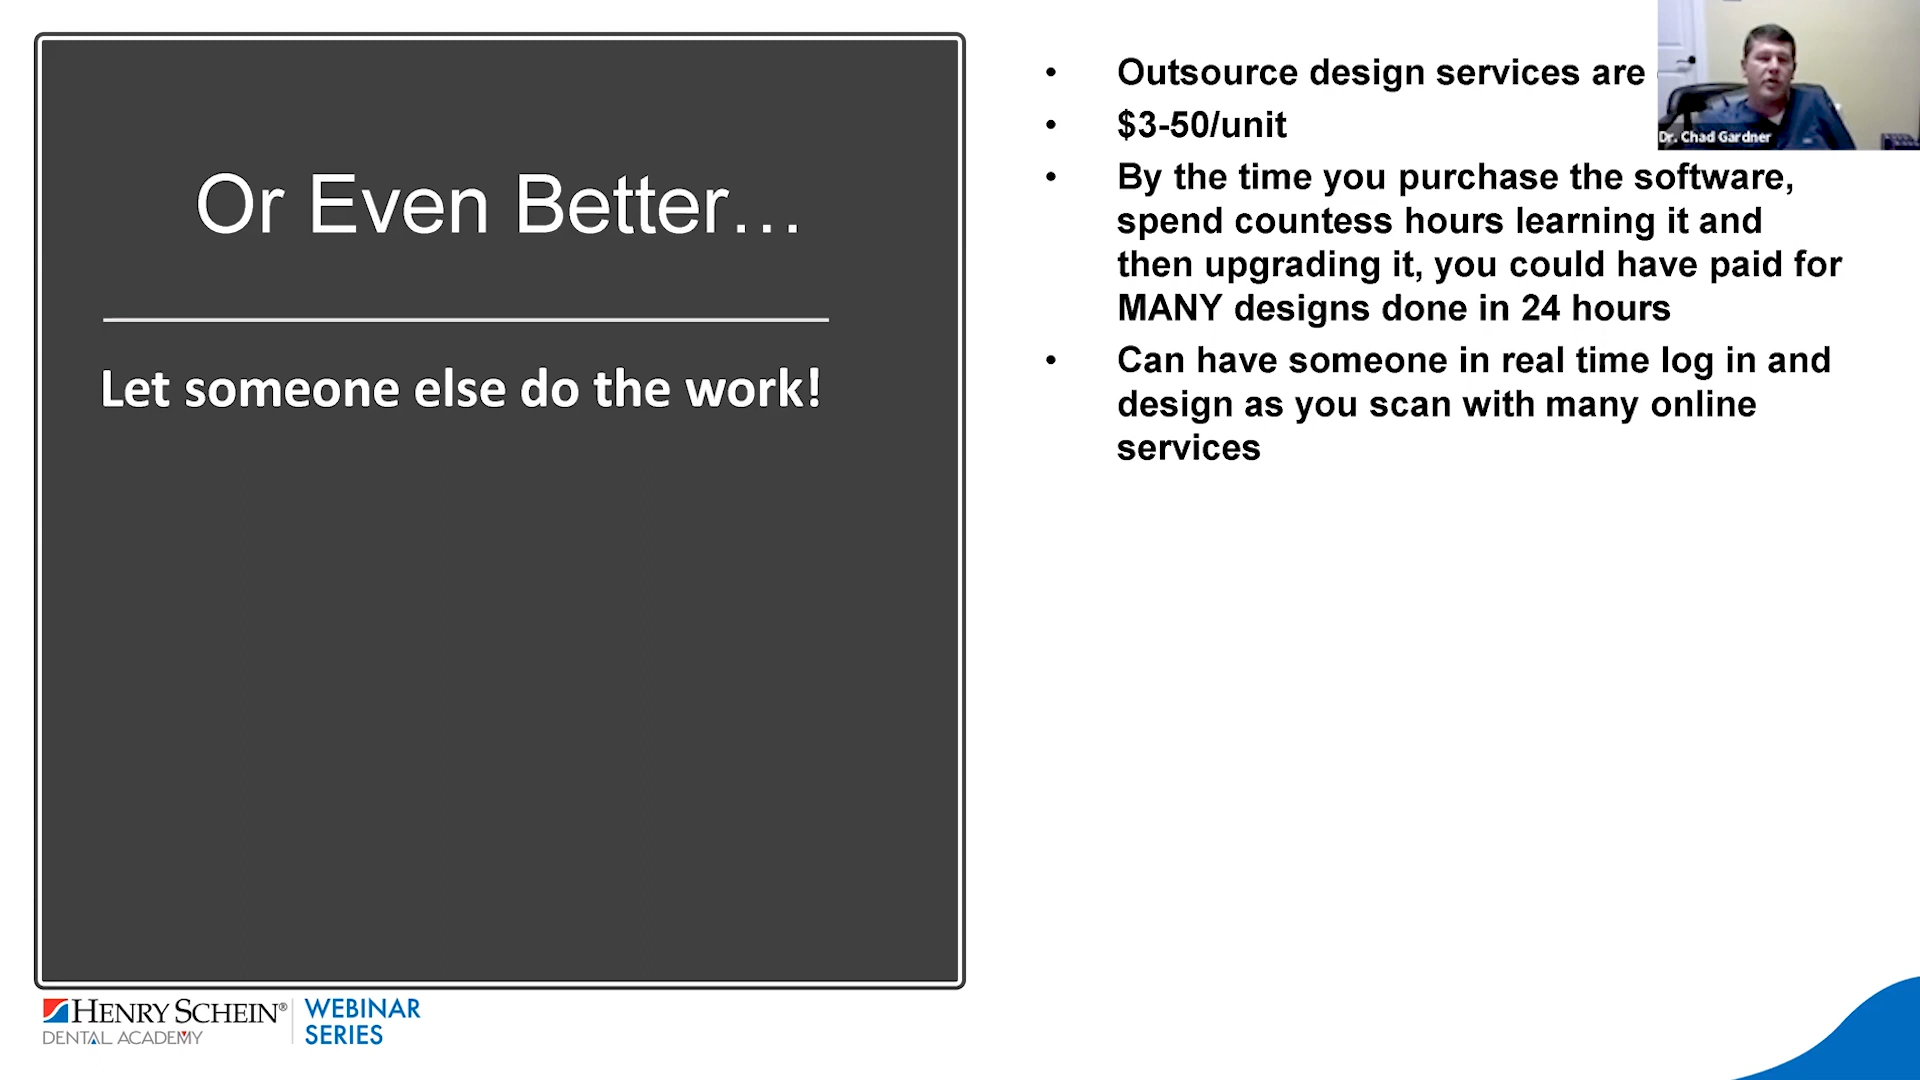 Or Even Better…
Let someone else do the work!
• Outsource design services are
• $3-50/unit
• By the time you purchase the software,
spend countess hours learning it and
then upgrading it, you could have paid for
MANY designs done in 24 hours
• Can have someone in real time log in and
design as you scan with many online
services
Dr. Chad Gardner
HENRY SCHEIN®
DENTAL ACADEMY
WEBINAR
SERIES